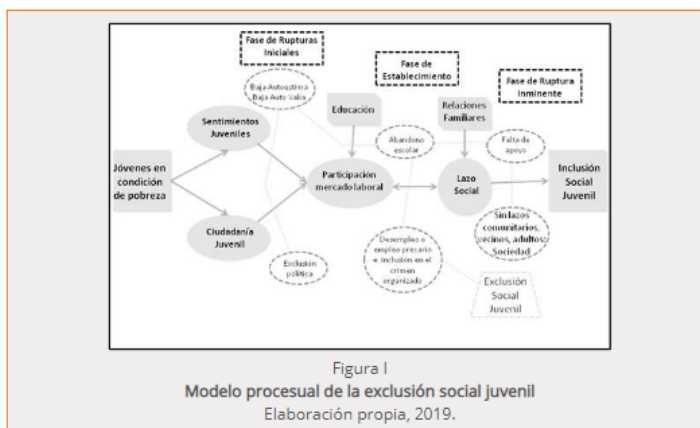 Fase de Rupturas
Iniciales
Fase de
Establecimiento
Fase de Ruptura
Inminente
Baja Autoestima
Baja Auto Valía
Educación
Relaciones
Familiares
Sentimientos
Juveniles
Abandono
escolar
Falta de
apoyo
Jóvenes en
condición
de pobreza
Participación
mercado laboral
Lazo
Social
Inclusión
Social
Juvenil
Ciudadanía
Juvenil
Exclusión
política
Desempleo o
empleo precario
e inclusión en el
crimen
organizado
Sin lazos
comunitarios,
vecinos, adultos:
Sociedad
Exclusión
Social
Juvenil
Figura I
Modelo procesual de la exclusión social juvenil
Elaboración propia, 2019.